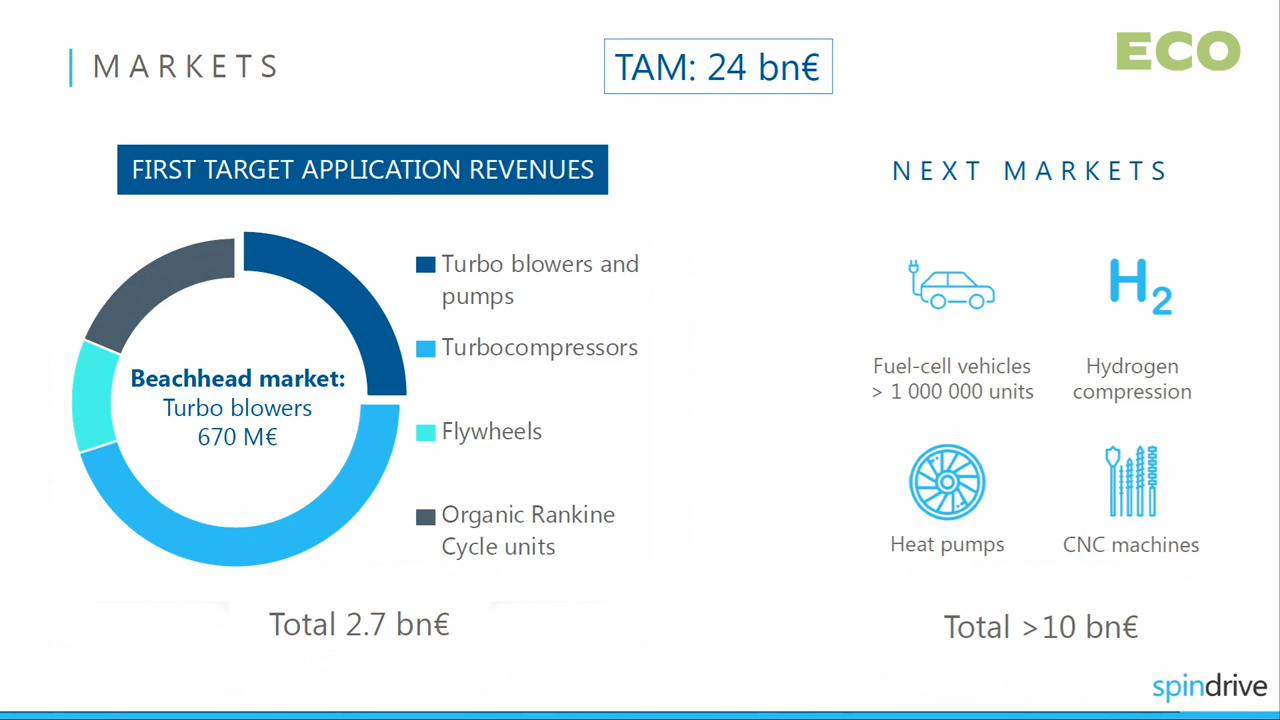 MARKETS
TAM: 24 bn€
ECO
FIRST TARGET APPLICATION REVENUES
Beachhead market:
Turbo blowers
670 M€
Turbo blowers and
pumps
Turbocompressors
Flywheels
Organic Rankine
Cycle units
Total 2.7 bn€
NEXT MARKETS
Fuel-cell vehicles
> 1 000 000 units
H2
Hydrogen
compression
Heat pumps
CNC machines
Total >10 bn€
spindrive